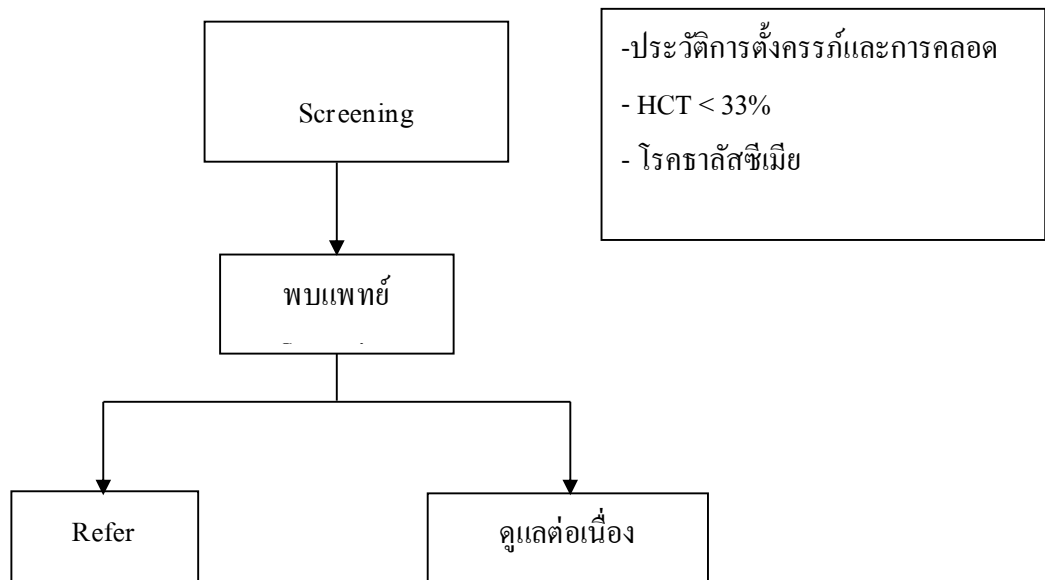 Screening
-ประวัติการตั้งครรภ์และการคลอด
- HCT < 33%
- โรคธาลัสซีเมีย
พบแพทย์
Refer
ดูแลต่อเนื่อง